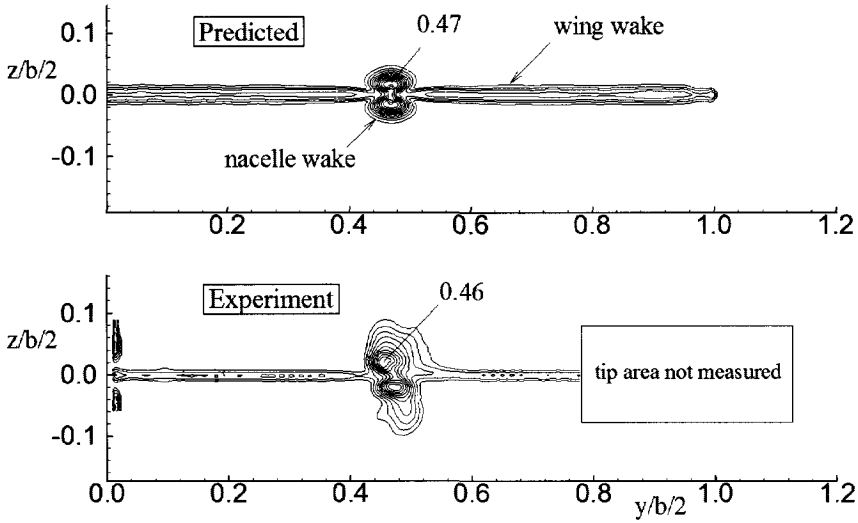 0.1
Predicted
0.47
wing wake
z/b/2
0.0
-0.1
nacelle wake
0.2 0.4 0.6 0.8 1.0 1.2
0.1
Experiment
0.46
z/b/2
0.0
tip area not measured
-0.1
0.0 0.2 0.4 0.6 0.8 1.0 1.2
y/b/2